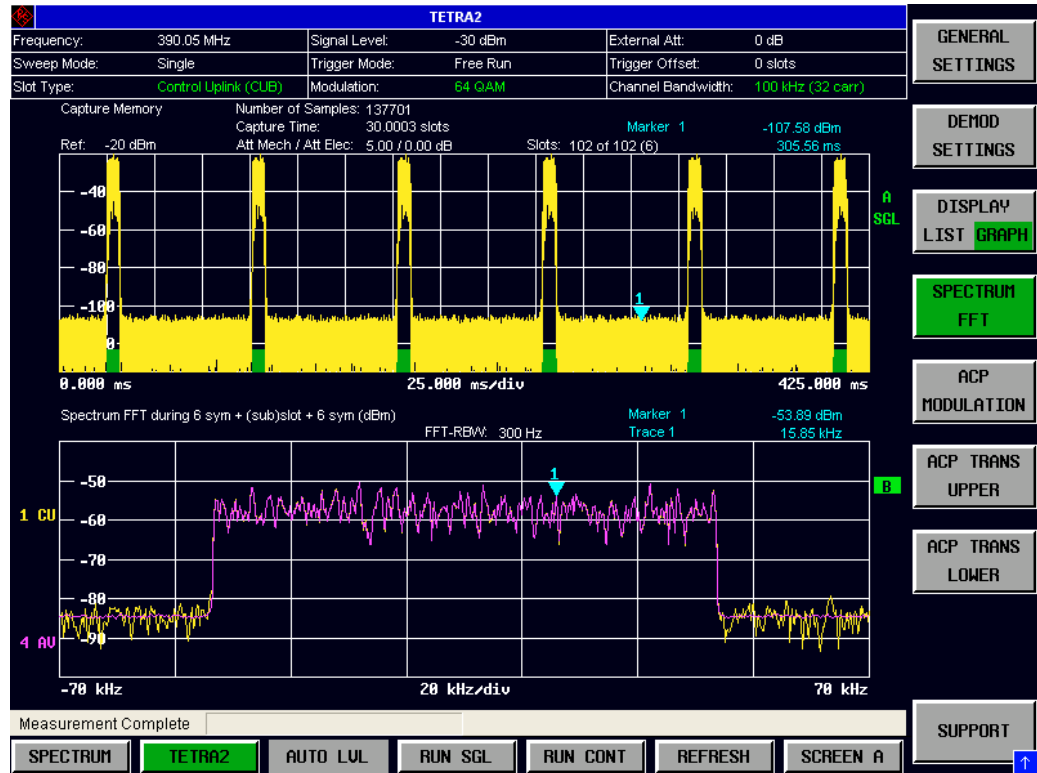 TETRA2
Frequency: 390.05 MHz Signal Level: -30 dBm External Att: 0 dB
Sweep Mode: Single Trigger Mode: Free Run Trigger Offset: 0 slots
Slot Type: Control Uplink (CUB) Modulation: 64 QAM Channel Bandwidth: 100 kHz (32 carr)
Capture Memory Number of Samples: 137701
Capture Time: 30.0003 slots Marker 1 -107.58 dBm
Ref: -20 dBm Att Mech / Att Elec: 5.00 / 0.00 dB Slots: 102 of 102 (6) 305.56 ms
-40
A
SGL
-60
-80
1
-100
0.000 ms 25.000 ms/div 425.000 ms
Spectrum FFT during 6 sym + (sub)slot + 6 sym (dBm) Marker 1 -53.89 dBm
FFT-RBW: 300 Hz Trace 1 15.85 kHz
1
-50
B
1 CU
-60
-70
-80
4 AV
-90
-70 kHz 20 kHz/div 70 kHz
Measurement Complete
SPECTRUM TETRA2 AUTO LVL RUN SGL RUN CONT REFRESH SCREEN A
GENERAL
SETTINGS
DEMOD
SETTINGS
DISPLAY
LIST GRAPH
SPECTRUM
FFT
ACP
MODULATION
ACP TRANS
UPPER
ACP TRANS
LOWER
SUPPORT